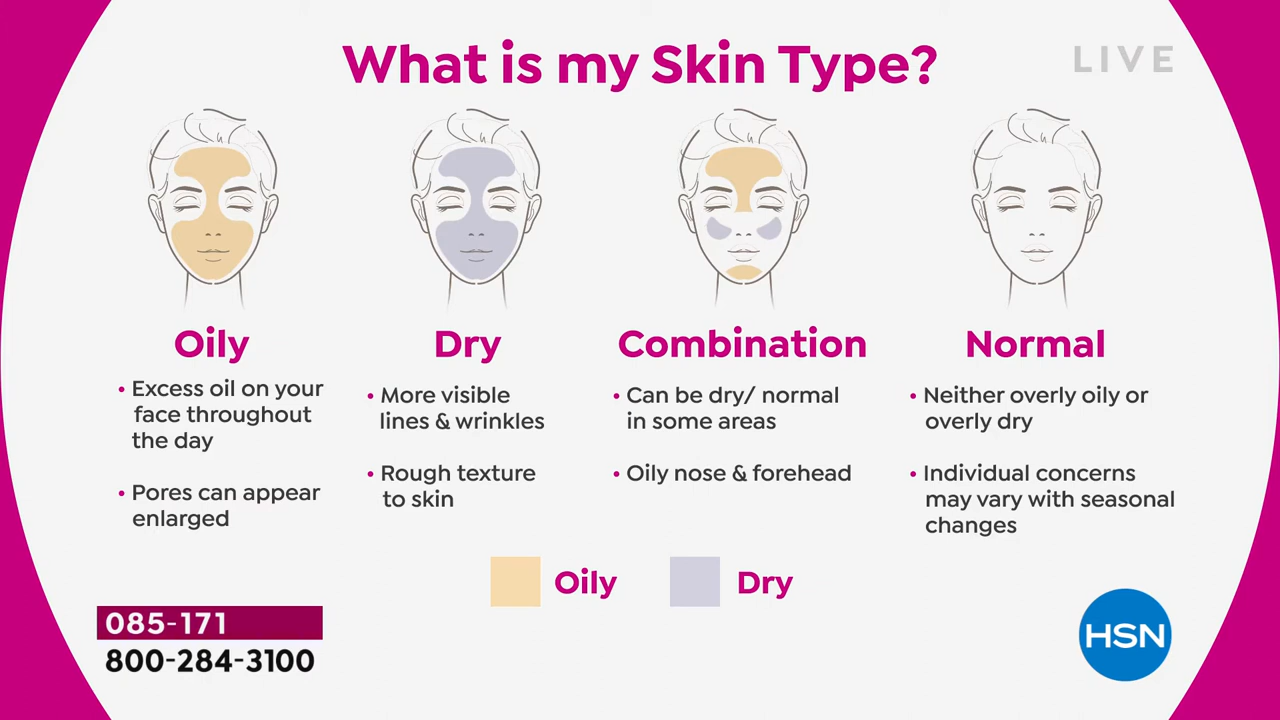 What is my Skin Type?
LIVE
Oily
• Excess oil on your
face throughout
the day
• Pores can appear
enlarged
Dry
• More visible
lines & wrinkles
• Rough texture
to skin
Combination
• Can be dry/ normal
in some areas
• Oily nose & forehead
Normal
• Neither overly oily or
overly dry
• Individual concerns
may vary with seasonal
changes
Oily
Dry
085-171
800-284-3100
HSN